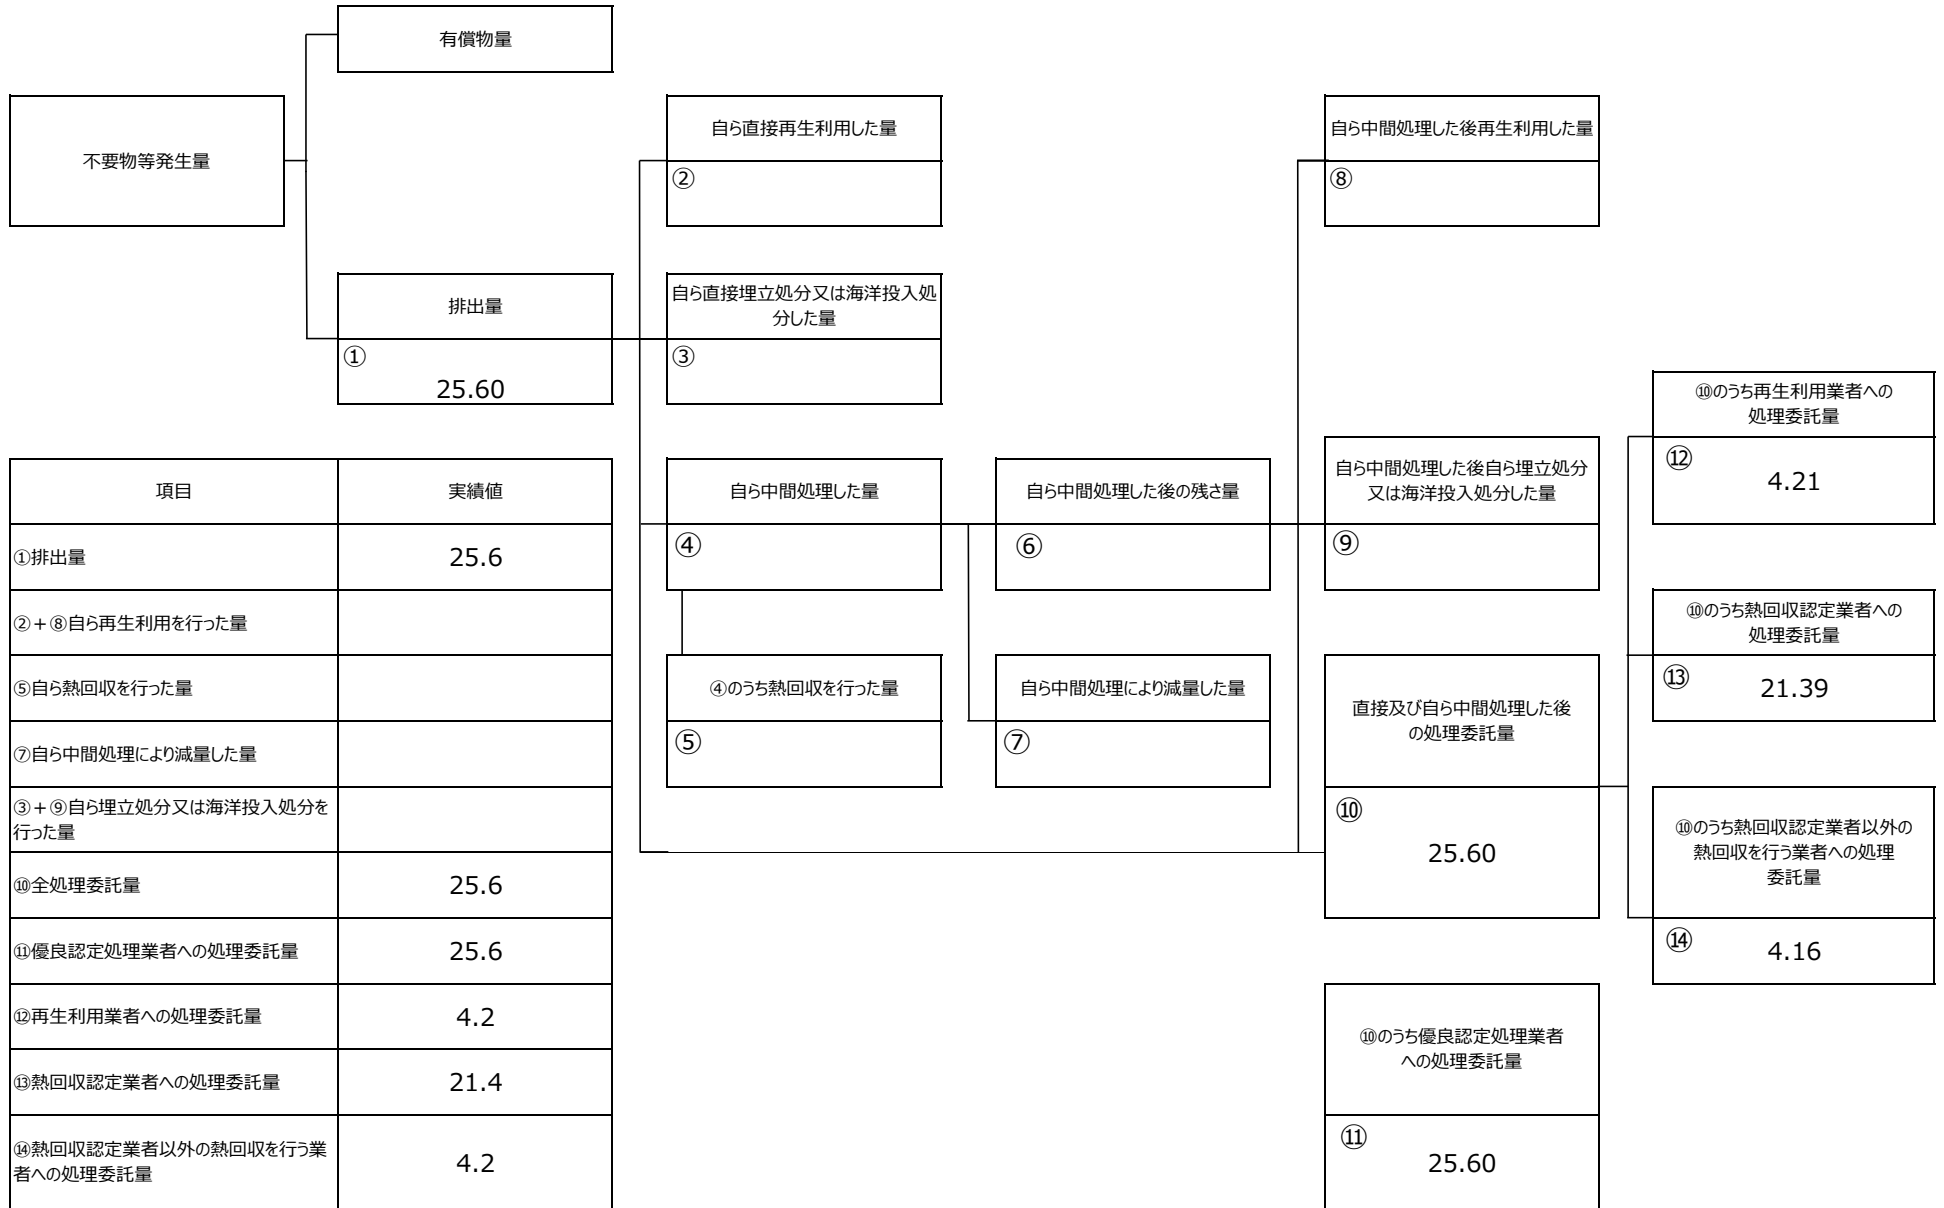 有償物量
不要物等発生量
自ら直接再生利用した量
②
自ら中間処理した後再生利用した量
⑧
排出量
①
25.60
自ら直接埋立処分又は海洋投入処
分した量
③
⑩のうち再生利用業者への
処理委託量
⑫
4.21
項目
実績値
①排出量
25.6
②+⑧自ら再生利用を行った量
⑤自ら熱回収を行った量
⑦自ら中間処理により減量した量
③+⑨自ら埋立処分又は海洋投入処分を
行った量
⑩全処理委託量
25.6
⑪優良認定処理業者への処理委託量
25.6
⑫再生利用業者への処理委託量
4.2
⑬熱回収認定業者への処理委託量
21.4
⑭熱回収認定業者以外の熱回収を行う業
者への処理委託量
4.2
自ら中間処理した量
④
自ら中間処理した後の残さ量
⑥
自ら中間処理した後自ら埋立処分
又は海洋投入処分した量
⑨
④のうち熱回収を行った量
⑤
自ら中間処理により減量した量
⑦
直接及び自ら中間処理した後
の処理委託量
⑩
25.60
⑩のうち熱回収認定業者への
処理委託量
⑬
21.39
⑩のうち熱回収認定業者以外の
熱回収を行う業者への処理
委託量
⑭
4.16
⑩のうち優良認定処理業者
への処理委託量
⑪
25.60